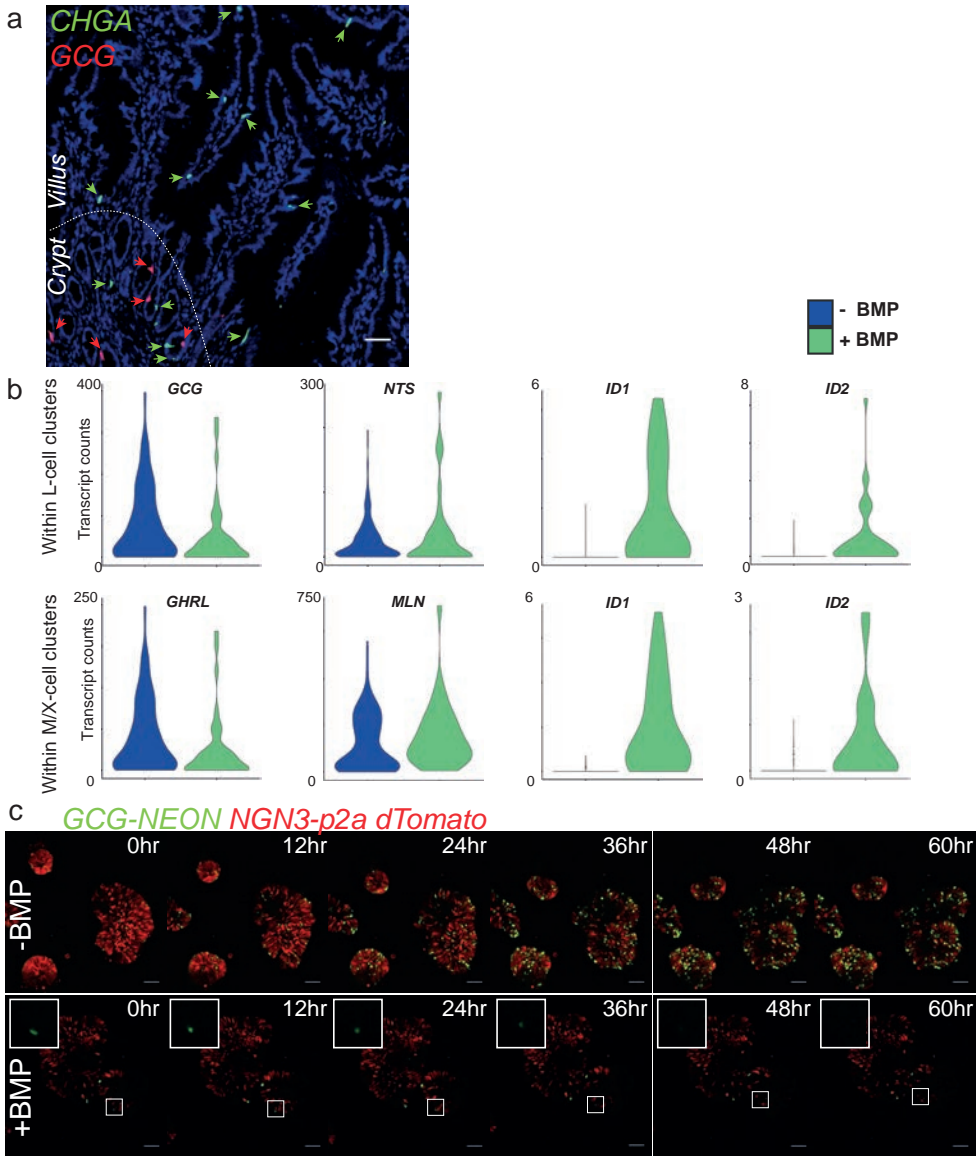 a
CHGA
GCG
Villus
Crypt
- BMP
+ BMP
b
Within L-cell clusters
Transcript counts
400
0
GCG
300
0
NTS
6
0
ID1
8
0
ID2
Within M/X-cell clusters
Transcript counts
250
0
GHRL
750
0
MLN
6
0
ID1
3
0
ID2
c
GCG-NEON NGN3-p2a dTomato
-BMP
0hr
12hr
24hr
36hr
48hr
60hr
+BMP
0hr
12hr
24hr
36hr
48hr
60hr